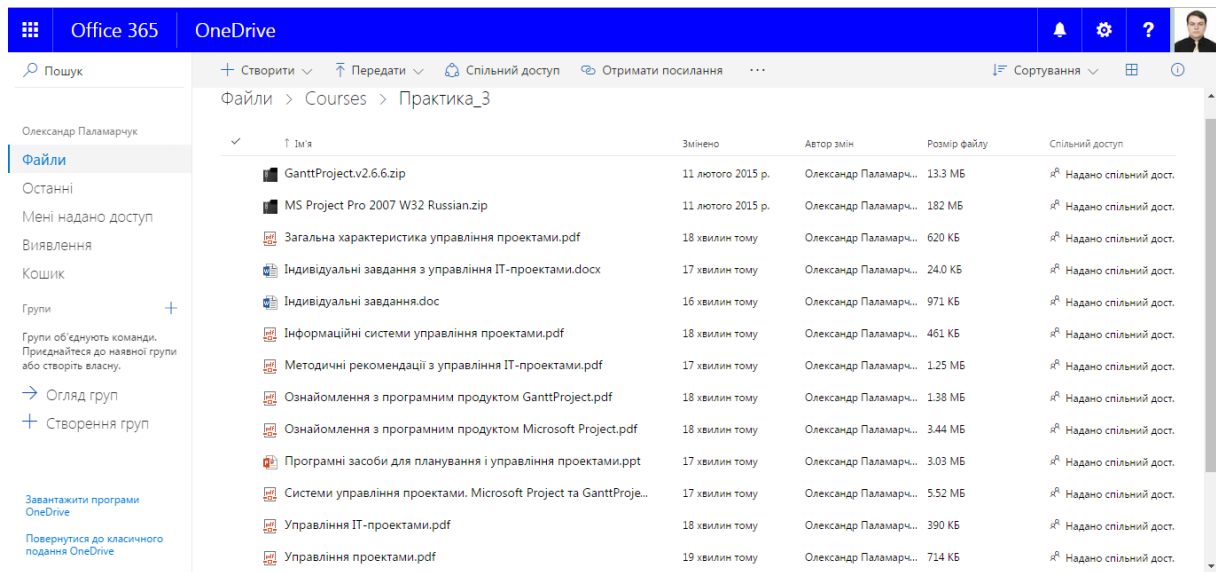 Office 365 OneDrive ?
Пошук
Створити Передати Спільний доступ Отримати посилання ... Сортування
Файли > Courses > Практика_3
Олександр Паламарчук
Файли
Останні
Мені надано доступ
Виявлення
Кошик
Групи
Групи об'єднують команди.
Приєднайтеся до наявної групи
або створіть власну.
Огляд груп
Створення груп
Завантажити програми
OneDrive
Повернутися до класичного
подання OneDrive
Ім'я Змінено Автор змін Розмір файлу Спільний доступ
GanttProject.v2.6.6.zip 11 лютого 2015 р. Олександр Паламарч... 13.3 МБ Надано спільний дост.
MS Project Pro 2007 W32 Russian.zip 11 лютого 2015 р. Олександр Паламарч... 182 МБ Надано спільний дост.
Загальна характеристика управління проектами.pdf 18 хвилин тому Олександр Паламарч... 620 КБ Надано спільний дост.
Індивідуальні завдання з управління ІТ-проектами.docx 17 хвилин тому Олександр Паламарч... 24.0 КБ Надано спільний дост.
Індивідуальні завдання.doc 16 хвилин тому Олександр Паламарч... 971 КБ Надано спільний дост.
Інформаційні системи управління проектами.pdf 18 хвилин тому Олександр Паламарч... 461 КБ Надано спільний дост.
Методичні рекомендації з управління ІТ-проектами.pdf 17 хвилин тому Олександр Паламарч... 1.25 МБ Надано спільний дост.
Ознайомлення з програмним продуктом GanttProject.pdf 18 хвилин тому Олександр Паламарч... 1.38 МБ Надано спільний дост.
Ознайомлення з програмним продуктом Microsoft Project.pdf 18 хвилин тому Олександр Паламарч... 3.44 МБ Надано спільний дост.
Програмні засоби для планування і управління проектами.ppt 17 хвилин тому Олександр Паламарч... 3.03 МБ Надано спільний дост.
Системи управління проектами. Microsoft Project та GanttProje... 17 хвилин тому Олександр Паламарч... 5.52 МБ Надано спільний дост.
Управління ІТ-проектами.pdf 18 хвилин тому Олександр Паламарч... 390 КБ Надано спільний дост.
Управління проектами.pdf 19 хвилин тому Олександр Паламарч... 714 КБ Надано спільний дост.